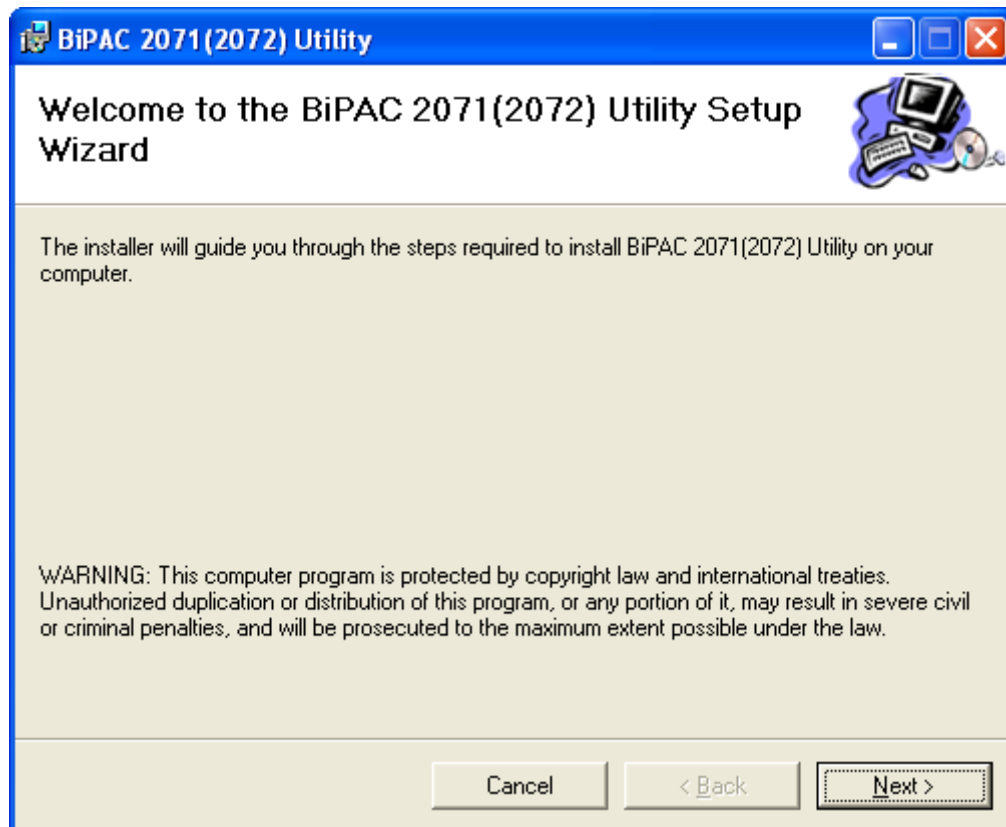 BiPAC 2071(2072) Utility
Welcome to the BiPAC 2071(2072) Utility Setup
Wizard
The installer will guide you through the steps required to install BiPAC 2071(2072) Utility on your
computer.
WARNING: This computer program is protected by copyright law and international treaties.
Unauthorized duplication or distribution of this program, or any portion of it, may result in severe civil
or criminal penalties, and will be prosecuted to the maximum extent possible under the law.
Cancel < Back Next >